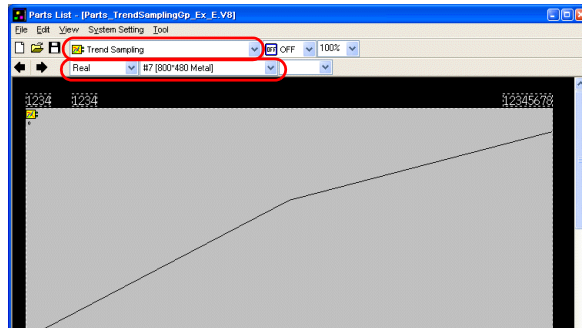 Parts List - [Parts_TrendSamplingGp_Ex_E.V8]
File Edit View System Setting Tool
Trend Sampling OFF OFF 100%
Real #7 [800*480 Metal]
1234 1234 12345678